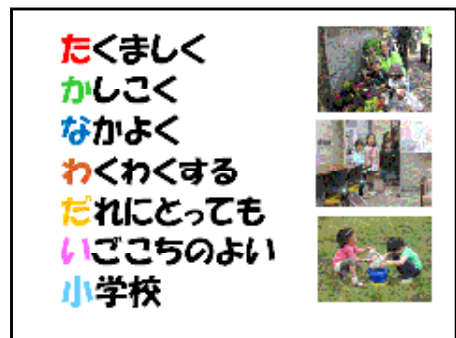 たくましく
かしこく
なかよく
わくわくする
だれにとっても
いごこちのよい
小学校